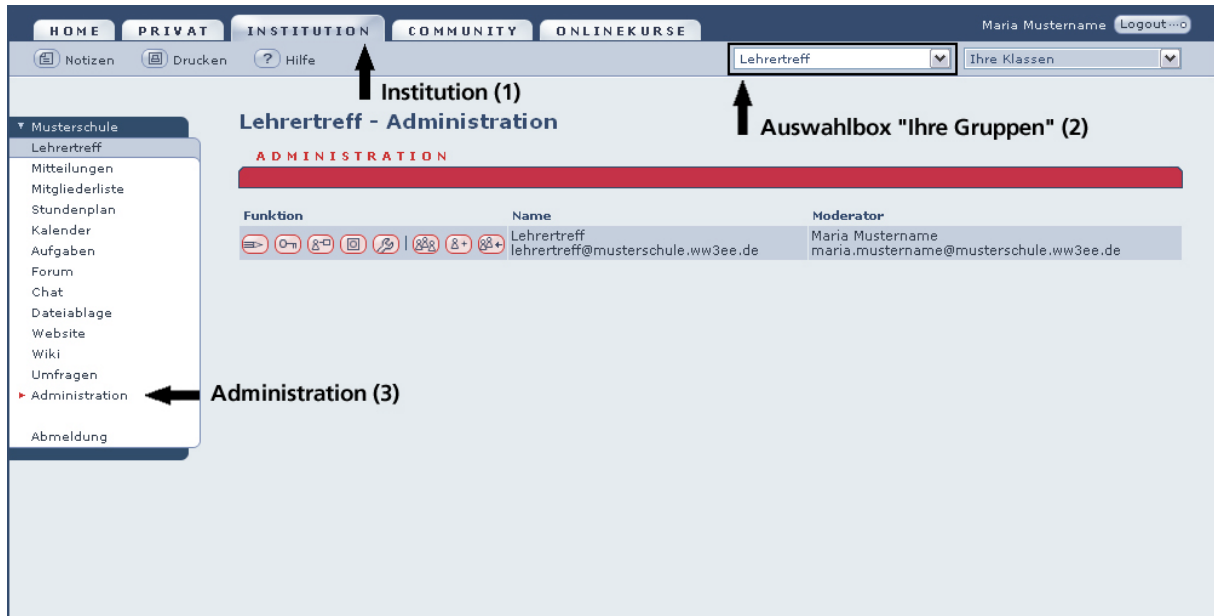 HOME PRIVAT INSTITUTION COMMUNITY ONLINEKURSE Maria Mustername Logout
Notizen Drucken ? Hilfe Lehrertreff Ihre Klassen
Institution (1)
Auswahlbox "Ihre Gruppen" (2)
Musterschule
Lehrertreff
Mitteilungen
Mitgliederliste
Stundenplan
Kalender
Aufgaben
Forum
Chat
Dateiablage
Website
Wiki
Umfragen
Administration
Abmeldung
Administration (3)
Lehrertreff - Administration
ADMINISTRATION
Funktion Name Moderator
Lehrertreff Maria Mustername
lehrertreff@musterschule.ww3ee.de maria.mustername@musterschule.ww3ee.de